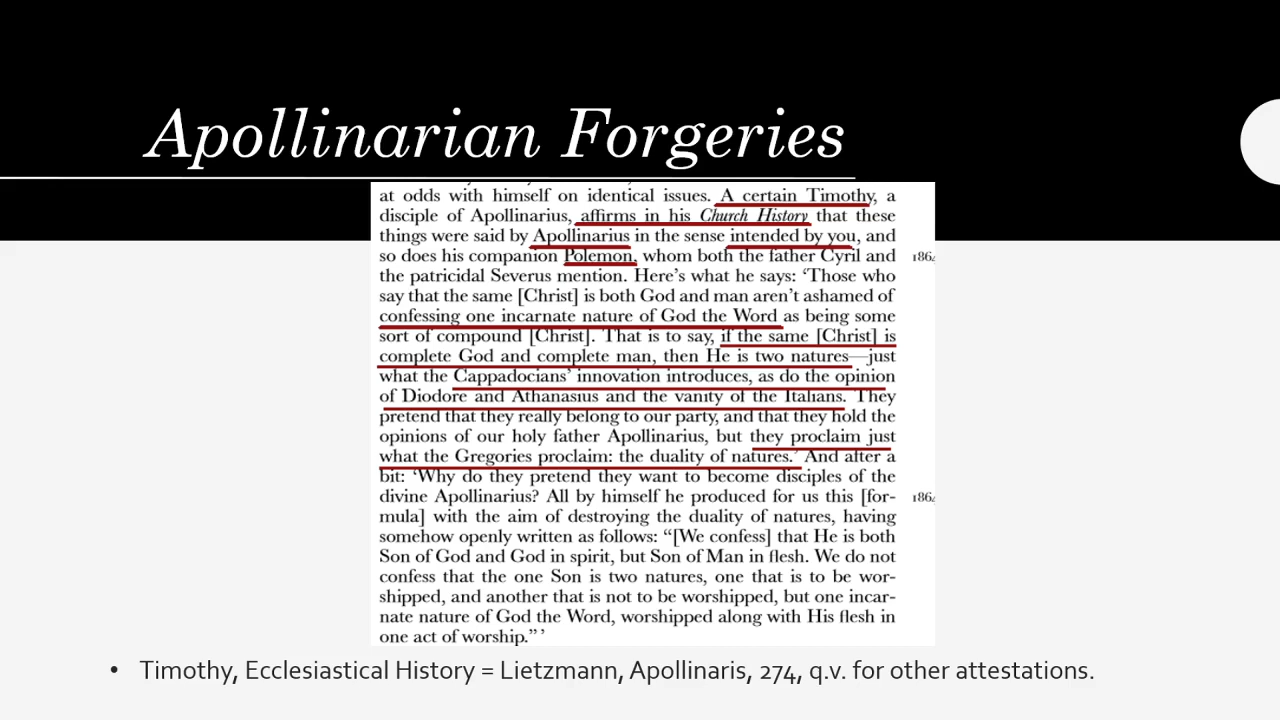 Apollinarian Forgeries
at odds with himself on identical issues. A certain Timothy, a
disciple of Apollinarius, affirms in his Church History that these
things were said by Apollinarius in the sense intended by you, and
so does his companion Polemon, whom both the father Cyril and
the patricidal Severus mention. Here's what he says: ‘Those who
say that the same [Christ] is both God and man aren't ashamed of
confessing one incarnate nature of God the Word as being some
sort of compound [Christ]. That is to say, if the same [Christ] is
complete God and complete man, then He is two natures—just
what the Cappadocians' innovation introduces, as do the opinion
of Diodore and Athanasius and the vanity of the Italians. They
pretend that they really belong to our party, and that they hold the
opinions of our holy father Apollinarius, but they proclaim just
what the Gregories proclaim: the duality of natures.’ And after a
bit: ‘Why do they pretend they want to become disciples of the
divine Apollinarius? All by himself he produced for us this [for-
mula] with the aim of destroying the duality of natures, having
somehow openly written as follows: “[We confess] that He is both
Son of God and God in spirit, but Son of Man in flesh. We do not
confess that the one Son is two natures, one that is to be wor-
shipped, and another that is not to be worshipped, but one incar-
nate nature of God the Word, worshipped along with His flesh in
one act of worship.”’
• Timothy, Ecclesiastical History = Lietzmann, Apollinaris, 274, q.v. for other attestations.